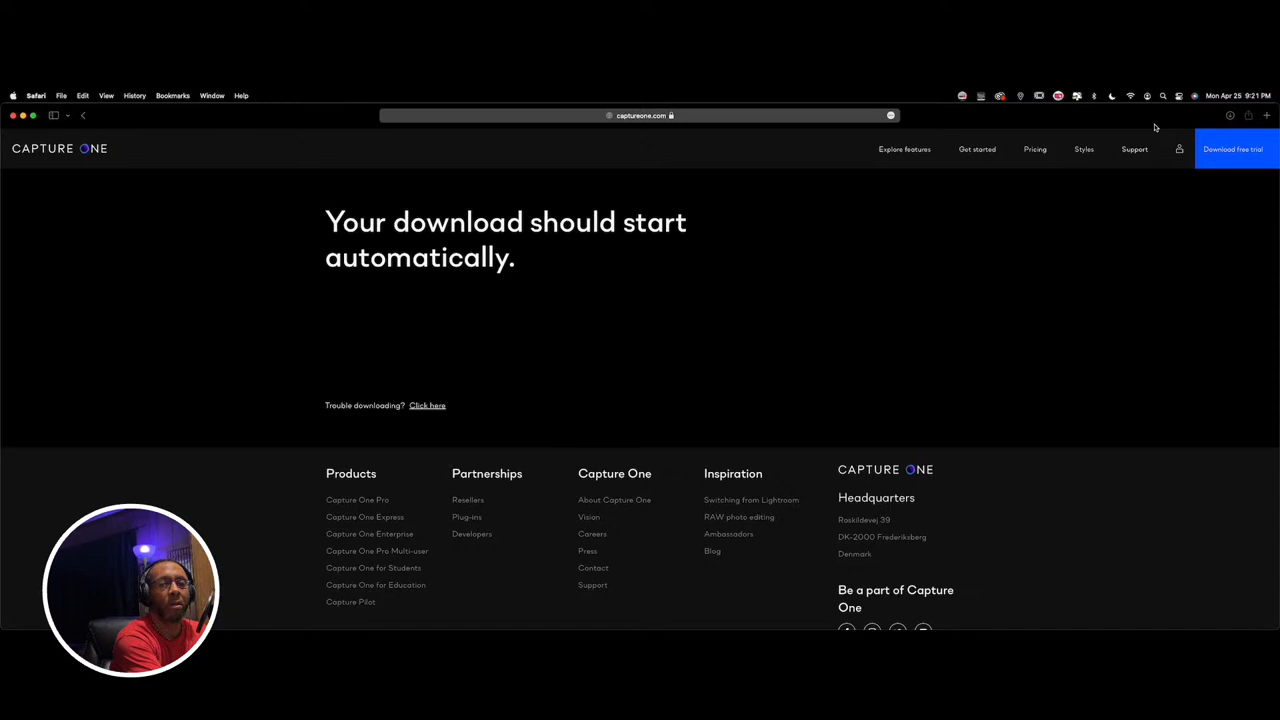 Safari File Edit View History Bookmarks Window Help Mon Apr 25 9:21 PM
captureone.com
CAPTURE ONE Explore features Get started Pricing Styles Support Download free trial
Your download should start
automatically.
Trouble downloading? Click here
Products
Capture One Pro
Capture One Express
Capture One Enterprise
Capture One Pro Multi-user
Capture One for Students
Capture One for Education
Capture Pilot
Partnerships
Resellers
Plug-ins
Developers
Capture One
About Capture One
Vision
Careers
Press
Contact
Support
Inspiration
Switching from Lightroom
RAW photo editing
Ambassadors
Blog
CAPTURE ONE
Headquarters
Roskildevej 39
DK-2000 Frederiksberg
Denmark
Be a part of Capture
One